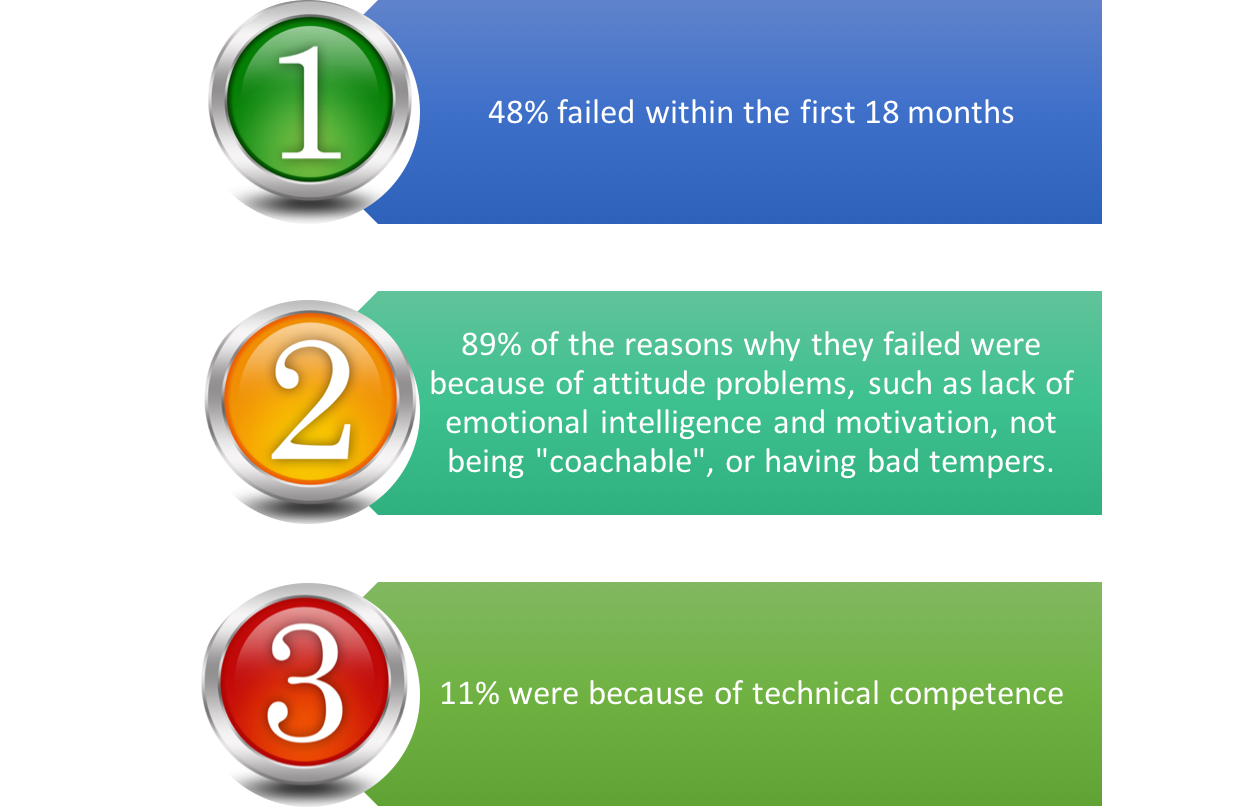 1
48% failed within the first 18 months
2
89% of the reasons why they failed were
because of attitude problems, such as lack of
emotional intelligence and motivation, not
being "coachable", or having bad tempers.
3
11% were because of technical competence